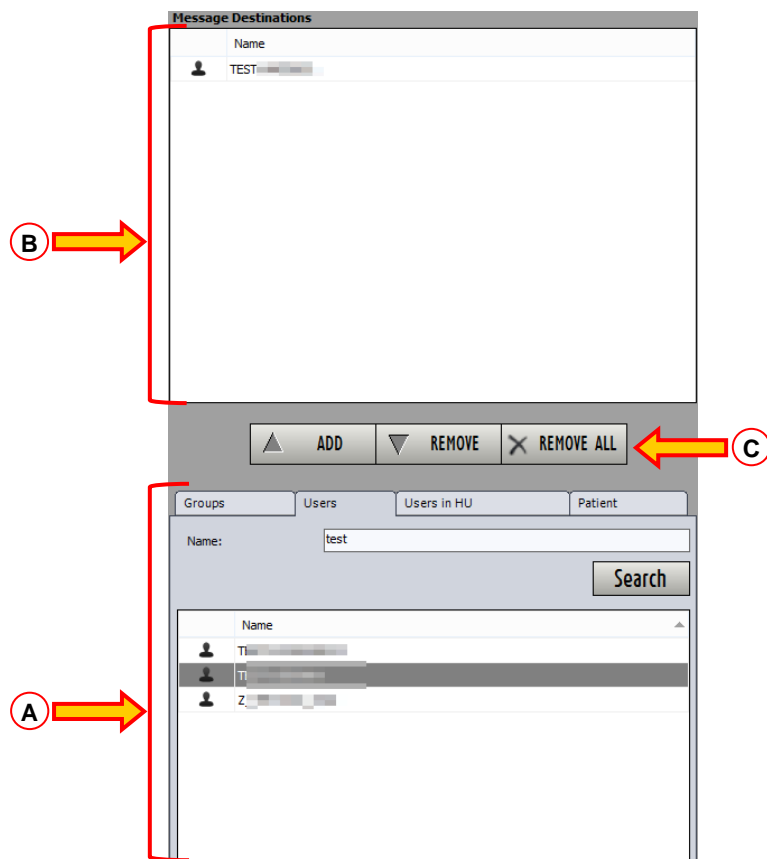 Message Destinations
Name
TEST
B
ADD REMOVE REMOVE ALL
C
Groups Users Users in HU Patient
Name: test
Search
Name
A